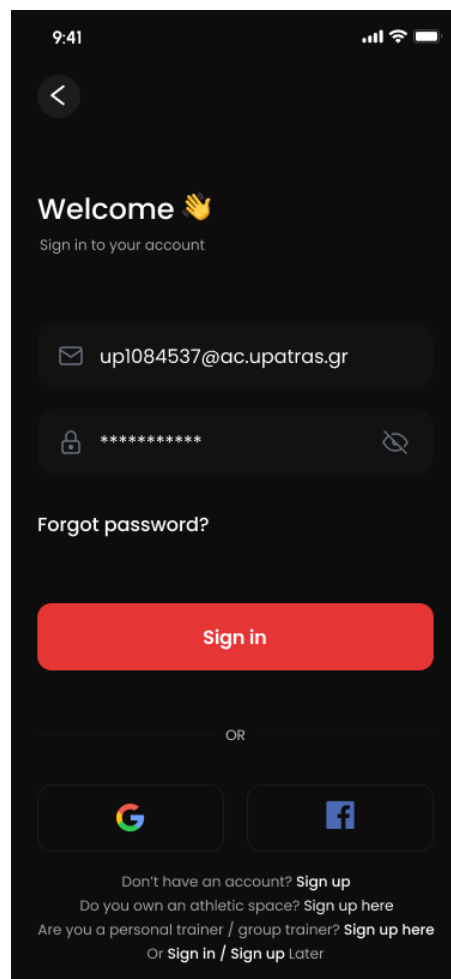 9:41
Welcome 👋
Sign in to your account
up1084537@ac.upatras.gr
***********
Forgot password?
Sign in
OR
Don't have an account? Sign up
Do you own an athletic space? Sign up here
Are you a personal trainer / group trainer? Sign up here
Or Sign in / Sign up Later